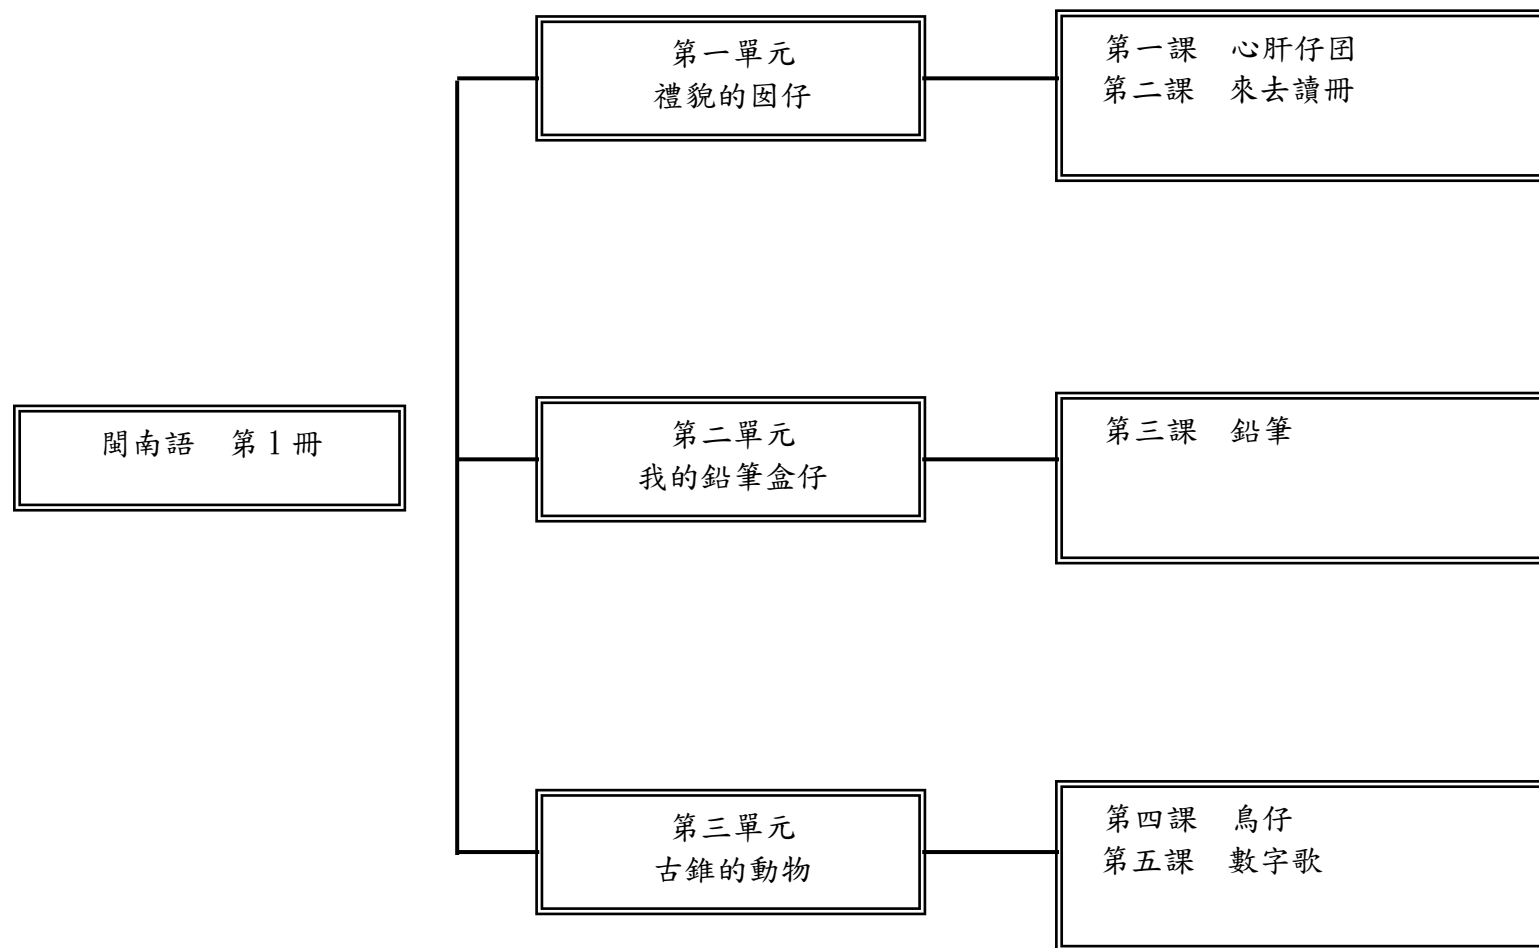 閩南語　第 1 冊
第一單元
禮貌的囡仔
第一課　心肝仔囝
第二課　來去讀冊
第二單元
我的鉛筆盒仔
第三課　鉛筆
第三單元
古錐的動物
第四課　鳥仔
第五課　數字歌